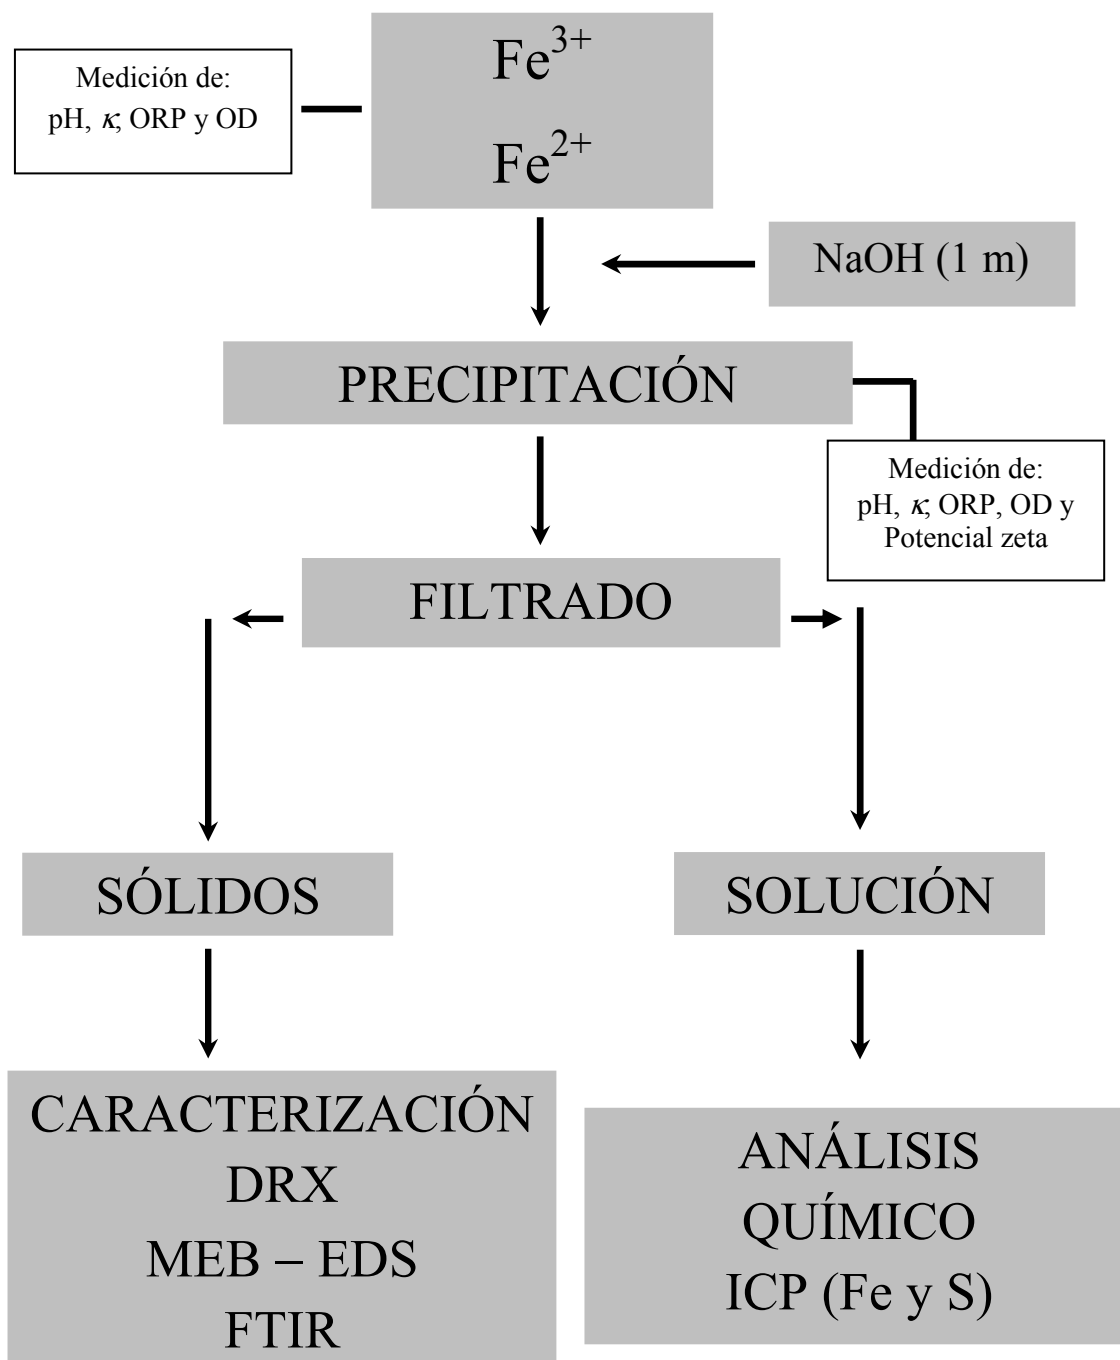 Fe³⁺
Fe²⁺
Medición de:
pH, κ, ORP y OD
NaOH (1 m)
PRECIPITACIÓN
Medición de:
pH, κ, ORP, OD y
Potencial zeta
FILTRADO
SÓLIDOS
SOLUCIÓN
CARACTERIZACIÓN
DRX
MEB – EDS
FTIR
ANÁLISIS
QUÍMICO
ICP (Fe y S)